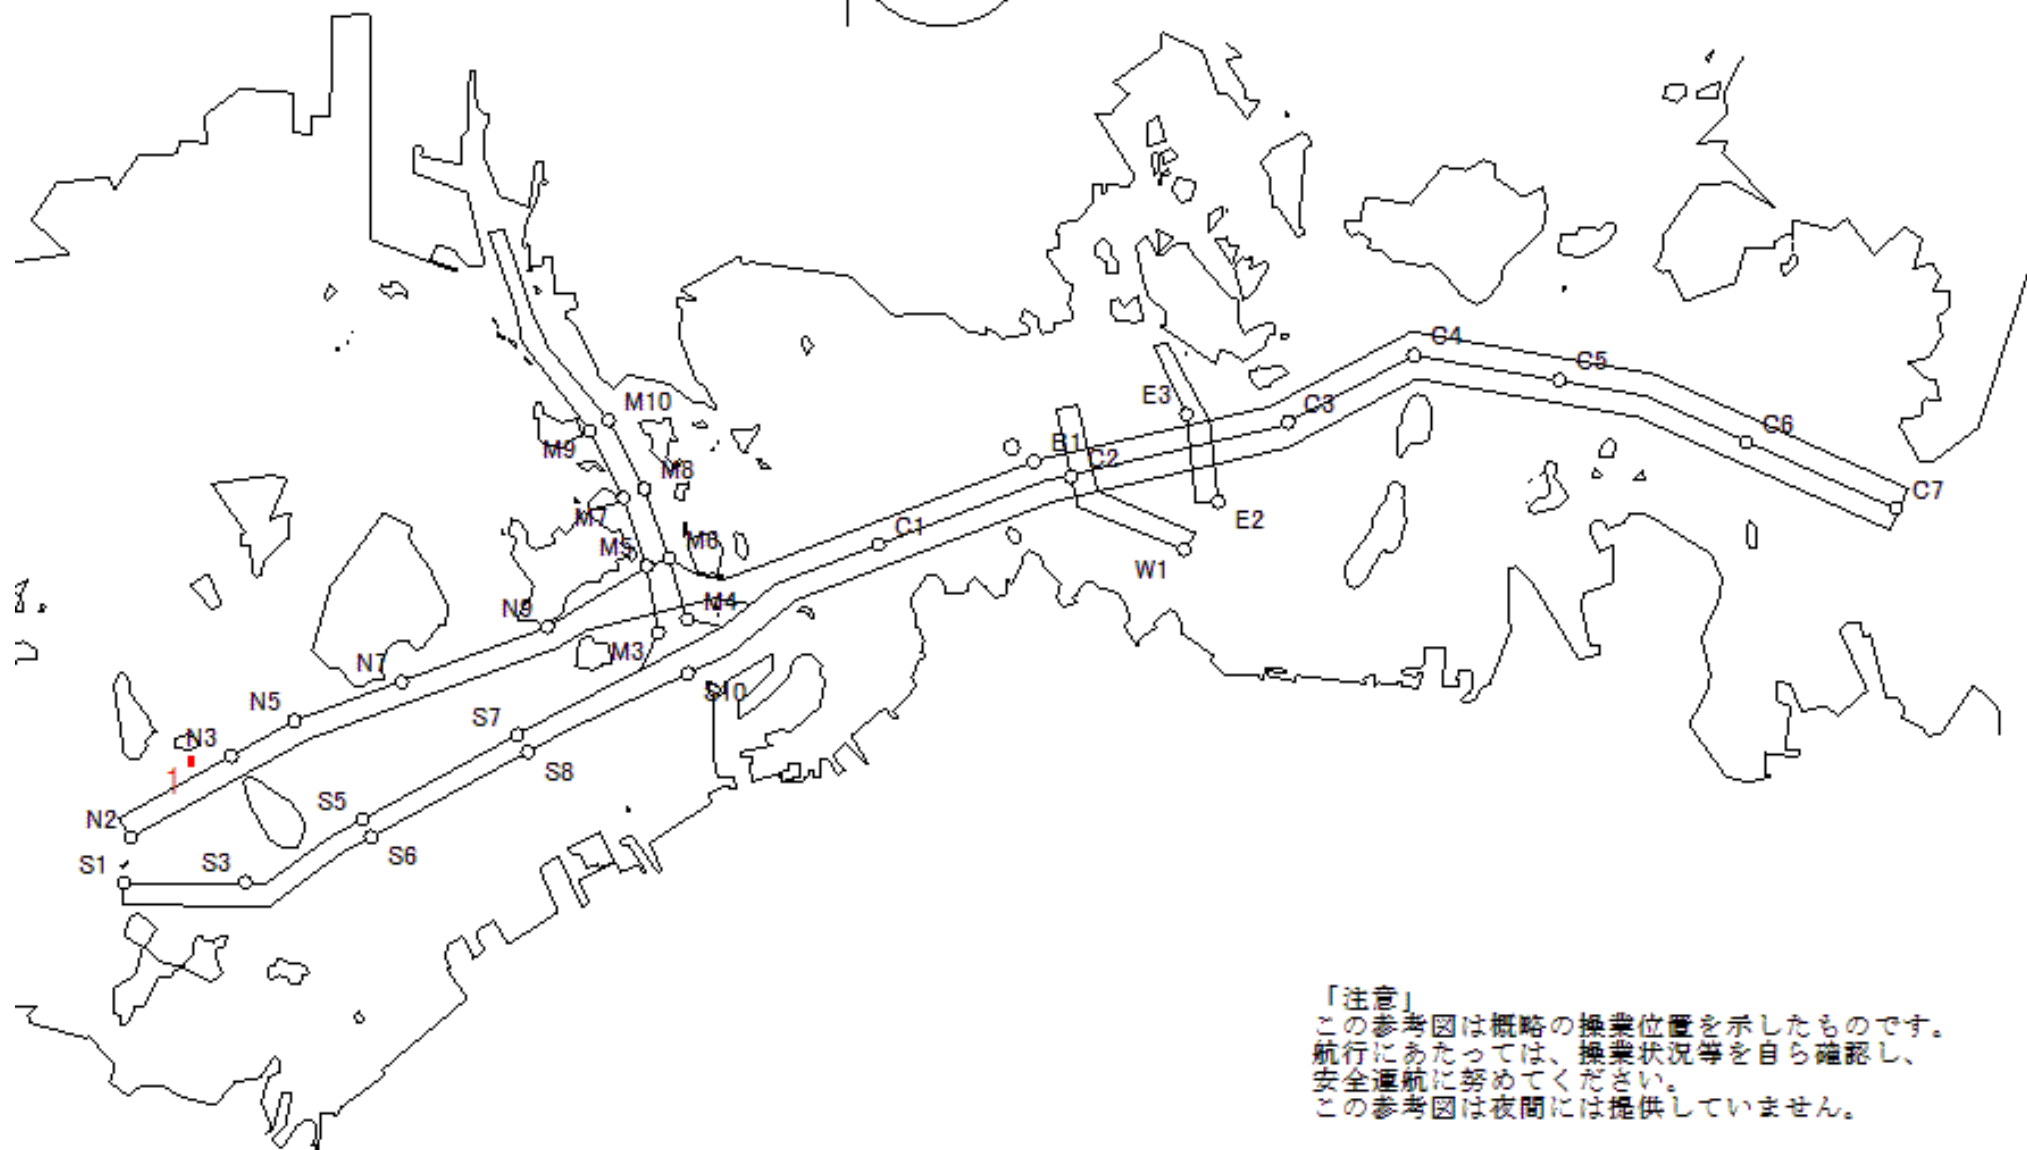 C4
C5
E3
M10
C3
C6
B1
M9
C2
M8
C7
M7
E2
C1
M5
M6
W1
N9
M4
M3
N7
S10
N5
S7
N3
S8
1
S5
N2
S6
S1
S3
「注意」
この参考図は概略の操業位置を示したものです。
航行にあたっては、操業状況等を自ら確認し、
安全運航に努めてください。
この参考図は夜間には提供していません。